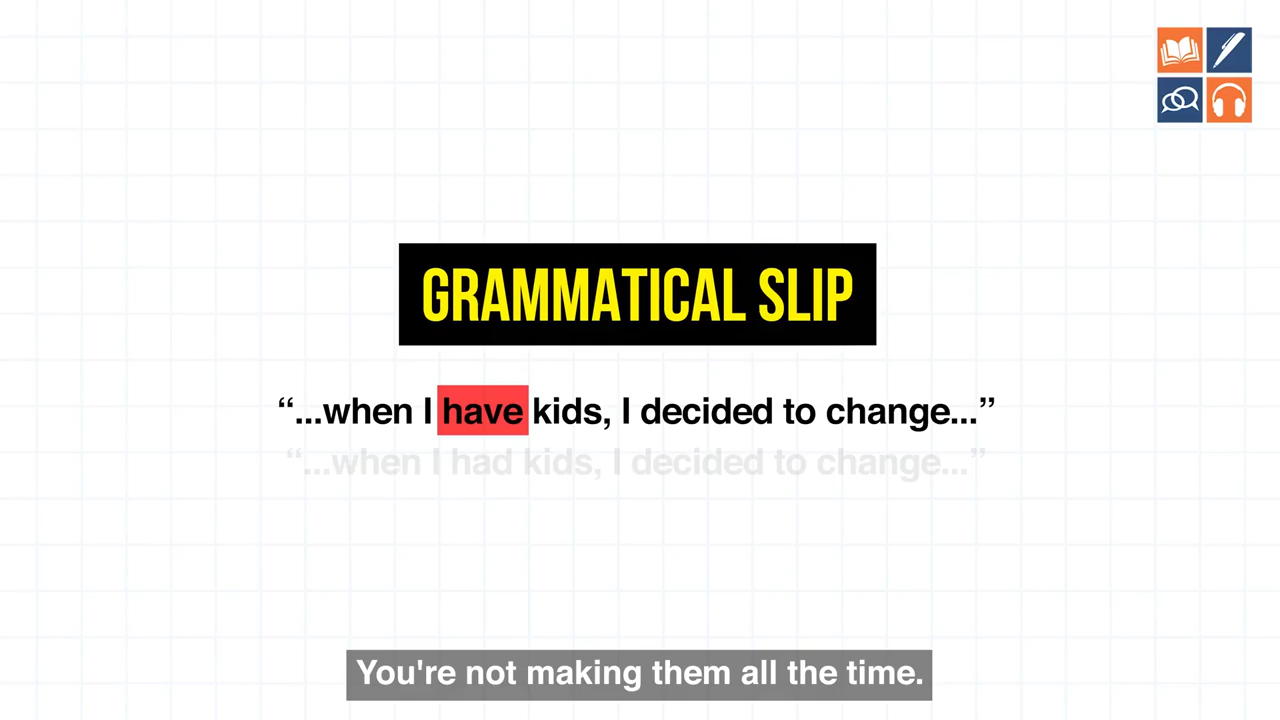 GRAMMATICAL SLIP
“...when I have kids, I decided to change...”
“...when I had kids, I decided to change...”
You're not making them all the time.